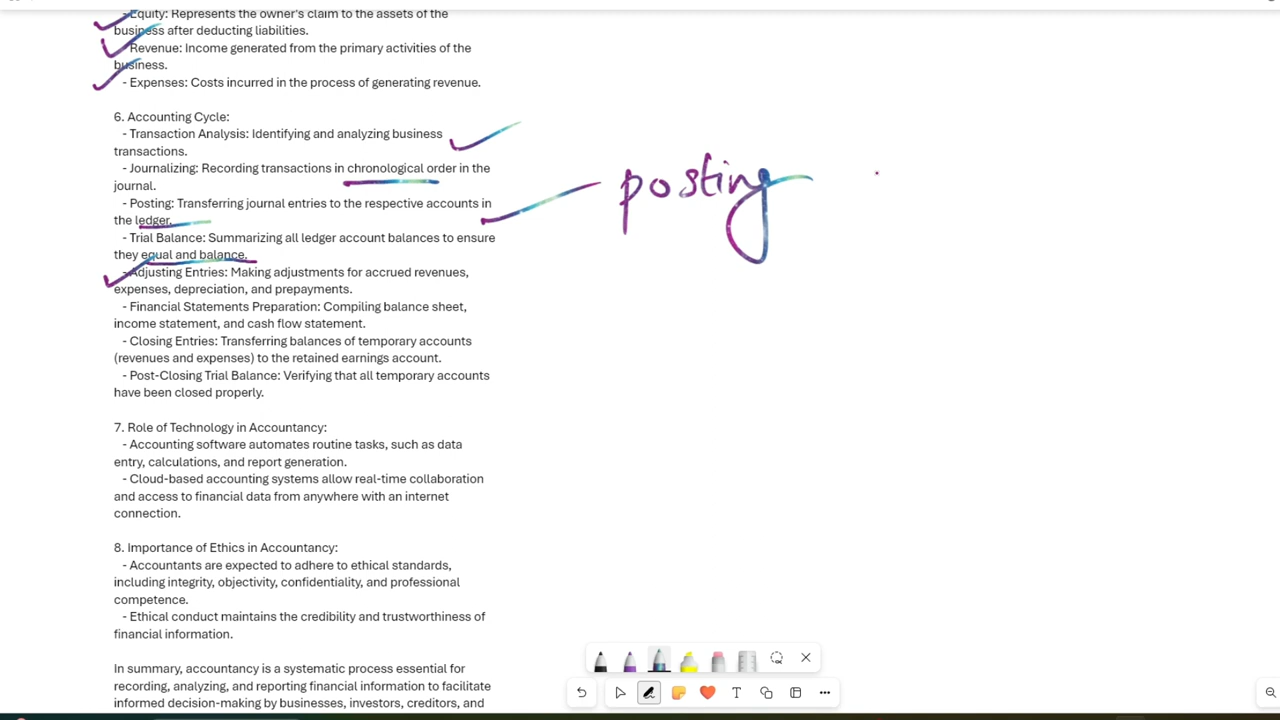 - Equity: Represents the owner's claim to the assets of the
business after deducting liabilities.
- Revenue: Income generated from the primary activities of the
business.
- Expenses: Costs incurred in the process of generating revenue.
6. Accounting Cycle:
- Transaction Analysis: Identifying and analyzing business
transactions.
- Journalizing: Recording transactions in chronological order in the
journal.
- Posting: Transferring journal entries to the respective accounts in
the ledger.
- Trial Balance: Summarizing all ledger account balances to ensure
they equal and balance.
- Adjusting Entries: Making adjustments for accrued revenues,
expenses, depreciation, and prepayments.
- Financial Statements Preparation: Compiling balance sheet,
income statement, and cash flow statement.
- Closing Entries: Transferring balances of temporary accounts
(revenues and expenses) to the retained earnings account.
- Post-Closing Trial Balance: Verifying that all temporary accounts
have been closed properly.
7. Role of Technology in Accountancy:
- Accounting software automates routine tasks, such as data
entry, calculations, and report generation.
- Cloud-based accounting systems allow real-time collaboration
and access to financial data from anywhere with an internet
connection.
8. Importance of Ethics in Accountancy:
- Accountants are expected to adhere to ethical standards,
including integrity, objectivity, confidentiality, and professional
competence.
- Ethical conduct maintains the credibility and trustworthiness of
financial information.
In summary, accountancy is a systematic process essential for
recording, analyzing, and reporting financial information to facilitate
informed decision-making by businesses, investors, creditors, and
posting